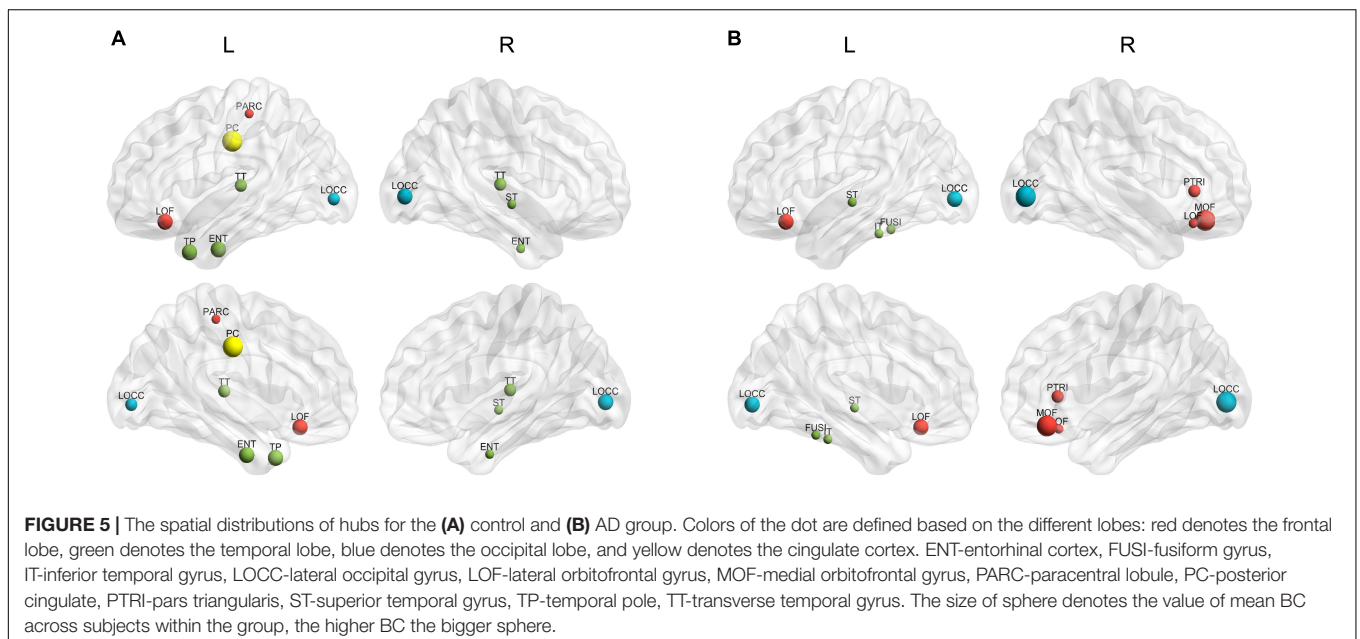 A L R B L R
PARC
PC
TT
LOCC
LOF
TP ENT
LOCC
TT
ST
ENT
ST
LOCC
LOF
FUSI
IT
LOCC
PTRI
MOF
LOF
PARC
PC
TT
LOCC
LOF
ENT TP
TT
LOCC
ST
ENT
LOCC
ST
LOF
FUSI
IT
PTRI
LOCC
MOF
LOF
FIGURE 5 | The spatial distributions of hubs for the (A) control and (B) AD group. Colors of the dot are defined based on the different lobes: red denotes the frontal
lobe, green denotes the temporal lobe, blue denotes the occipital lobe, and yellow denotes the cingulate cortex. ENT-entorhinal cortex, FUSI-fusiform gyrus,
IT-inferior temporal gyrus, LOCC-lateral occipital gyrus, LOF-lateral orbitofrontal gyrus, MOF-medial orbitofrontal gyrus, PARC-paracentral lobule, PC-posterior
cingulate, PTRI-pars triangularis, ST-superior temporal gyrus, TP-temporal pole, TT-transverse temporal gyrus. The size of sphere denotes the value of mean BC
across subjects within the group, the higher BC the bigger sphere.